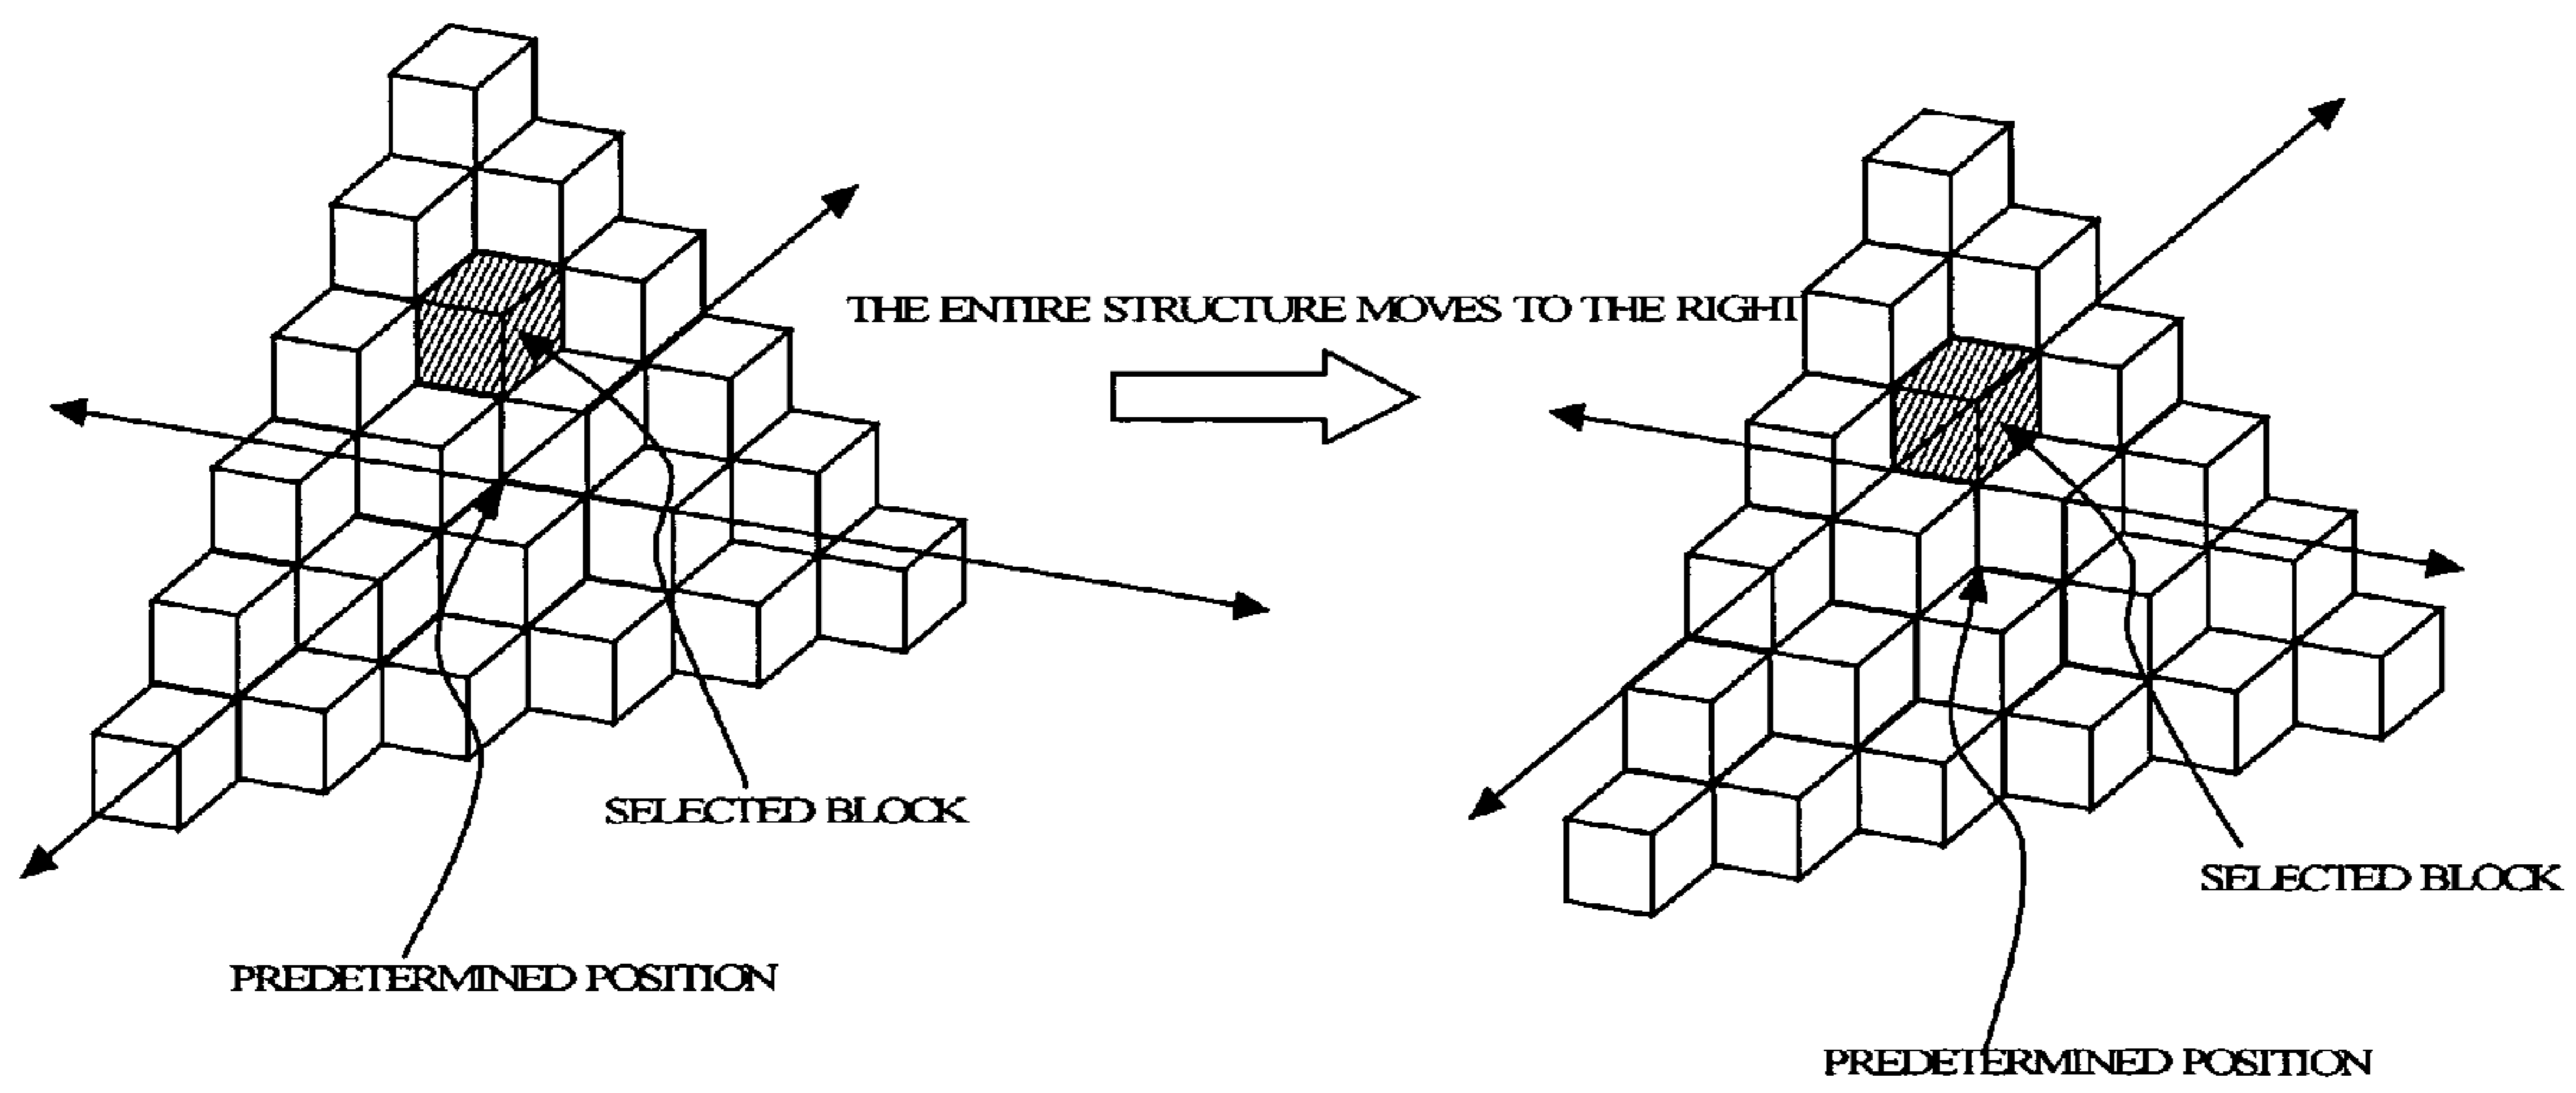 THE ENTIRE STRUCTURE MOVES TO THE RIGHT
SELECTED BLOCK
PREDETERMINED POSITION
SELECTED BLOCK
PREDETERMINED POSITION